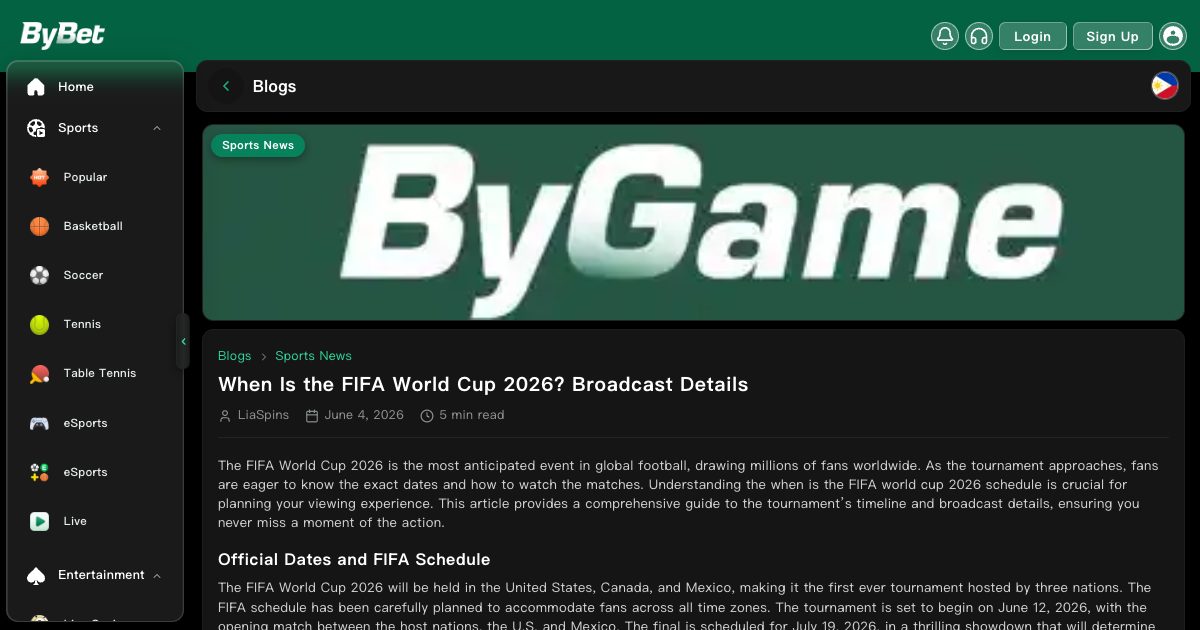 ByBet
Login
Sign Up
Home
Sports
Popular
Basketball
Soccer
Tennis
Table Tennis
eSports
eSports
Live
Entertainment
Blogs
Sports News
ByGame
Blogs > Sports News
When Is the FIFA World Cup 2026? Broadcast Details
LiaSpins June 4, 2026 5 min read
The FIFA World Cup 2026 is the most anticipated event in global football, drawing millions of fans worldwide. As the tournament approaches, fans
are eager to know the exact dates and how to watch the matches. Understanding the when is the FIFA world cup 2026 schedule is crucial for
planning your viewing experience. This article provides a comprehensive guide to the tournament's timeline and broadcast details, ensuring you
never miss a moment of the action.
Official Dates and FIFA Schedule
The FIFA World Cup 2026 will be held in the United States, Canada, and Mexico, making it the first ever tournament hosted by three nations. The
FIFA schedule has been carefully planned to accommodate fans across all time zones. The tournament is set to begin on June 12, 2026, with the
opening match between the host nations, the U.S. and Mexico. The final is scheduled for July 19, 2026, in a thrilling showdown that will determine